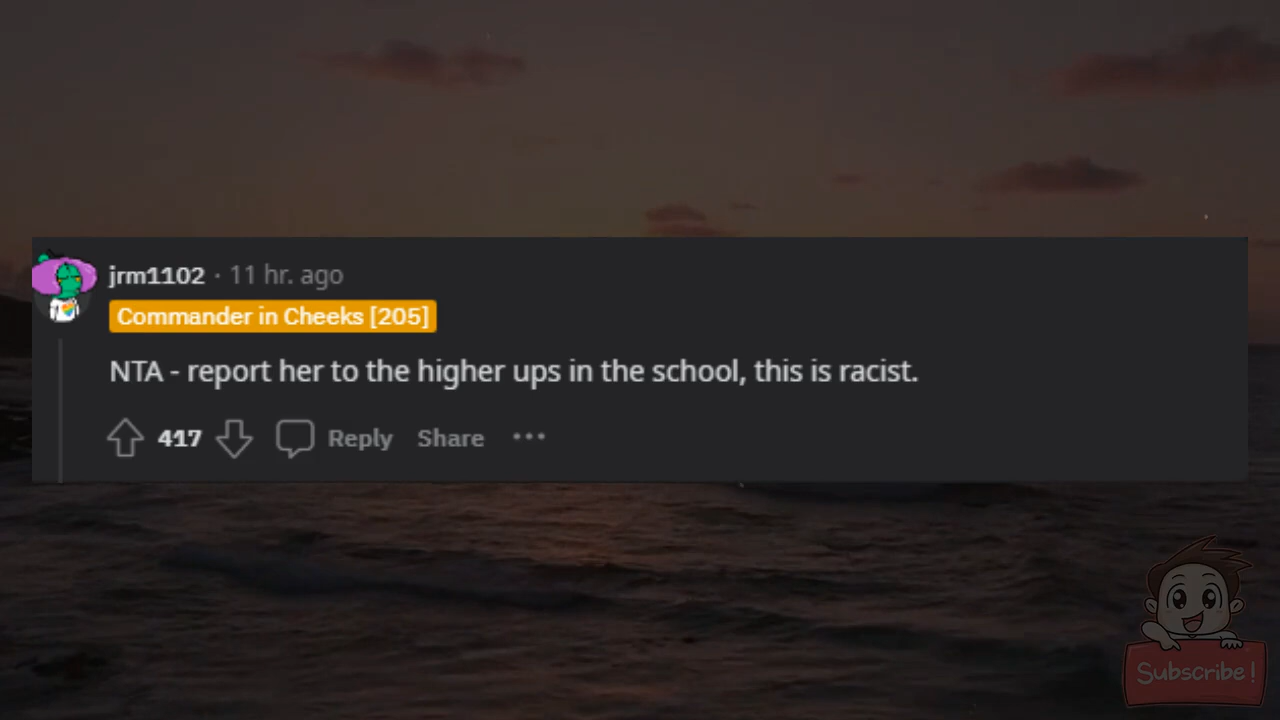 jrm1102 · 11 hr. ago
Commander in Cheeks [205]
NTA - report her to the higher ups in the school, this is racist.
417 Reply Share ···
Subscribe!